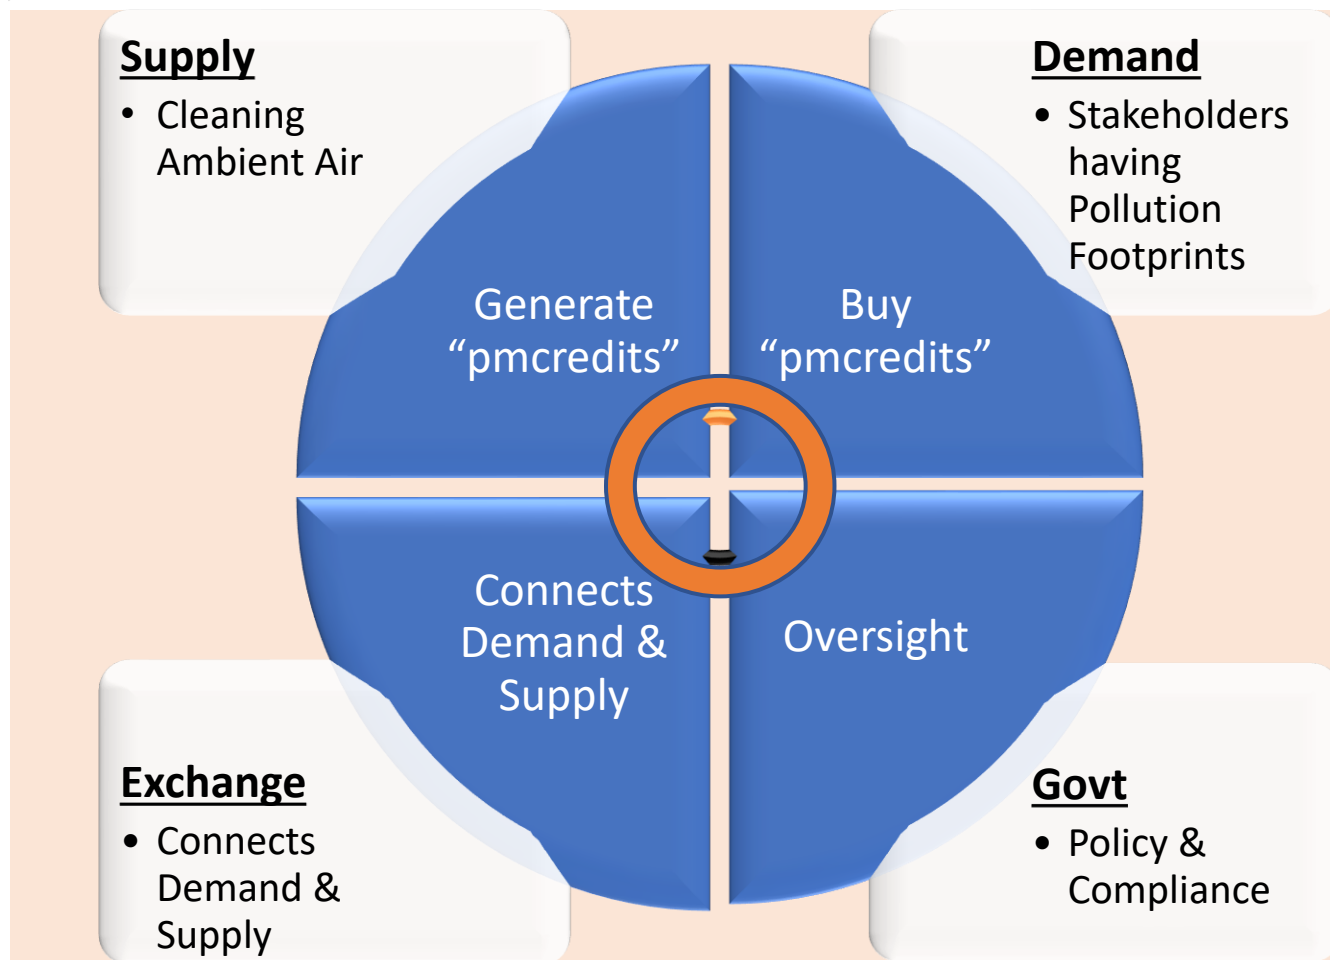 Supply
• Cleaning
Ambient Air
Demand
• Stakeholders
having
Pollution
Footprints
Generate
“pmcredits”
Buy
“pmcredits”
Connects
Demand &
Supply
Oversight
Exchange
• Connects
Demand &
Supply
Govt
• Policy &
Compliance